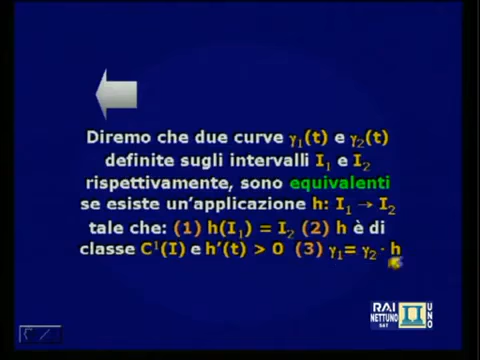 Diremo che due curve γ₁(t) e γ₂(t)
definite sugli intervalli I₁ e I₂
rispettivamente, sono equivalenti
se esiste un'applicazione h: I₁ → I₂
tale che: (1) h(I₁) = I₂ (2) h è di
classe C¹(I) e h'(t) > 0 (3) γ₁= γ₂ · h
RAI
NETTUNO
SAT
UNO